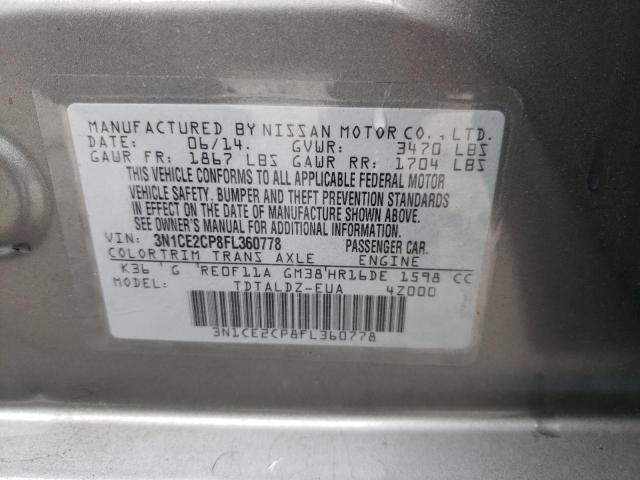 MANUFACTURED BY NISSAN MOTOR CO., LTD.
DATE: 06/14. GVWR: 3470 LBS
GAWR FR: 1867 LBS GAWR RR: 1704 LBS
THIS VEHICLE CONFORMS TO ALL APPLICABLE FEDERAL MOTOR
VEHICLE SAFETY, BUMPER AND THEFT PREVENTION STANDARDS
IN EFFECT ON THE DATE OF MANUFACTURE SHOWN ABOVE.
SEE OWNER'S MANUAL FOR ADDITIONAL INFORMATION.
VIN: 3N1CE2CP8FL360778 PASSENGER CAR.
COLOR TRIM TRANS AXLE ENGINE
K36 G RE0F11A GM38 HR16DE 1598 CC
MODEL: TDTALDZ-EUA 4Z000
3N1CE2CP8FL360778